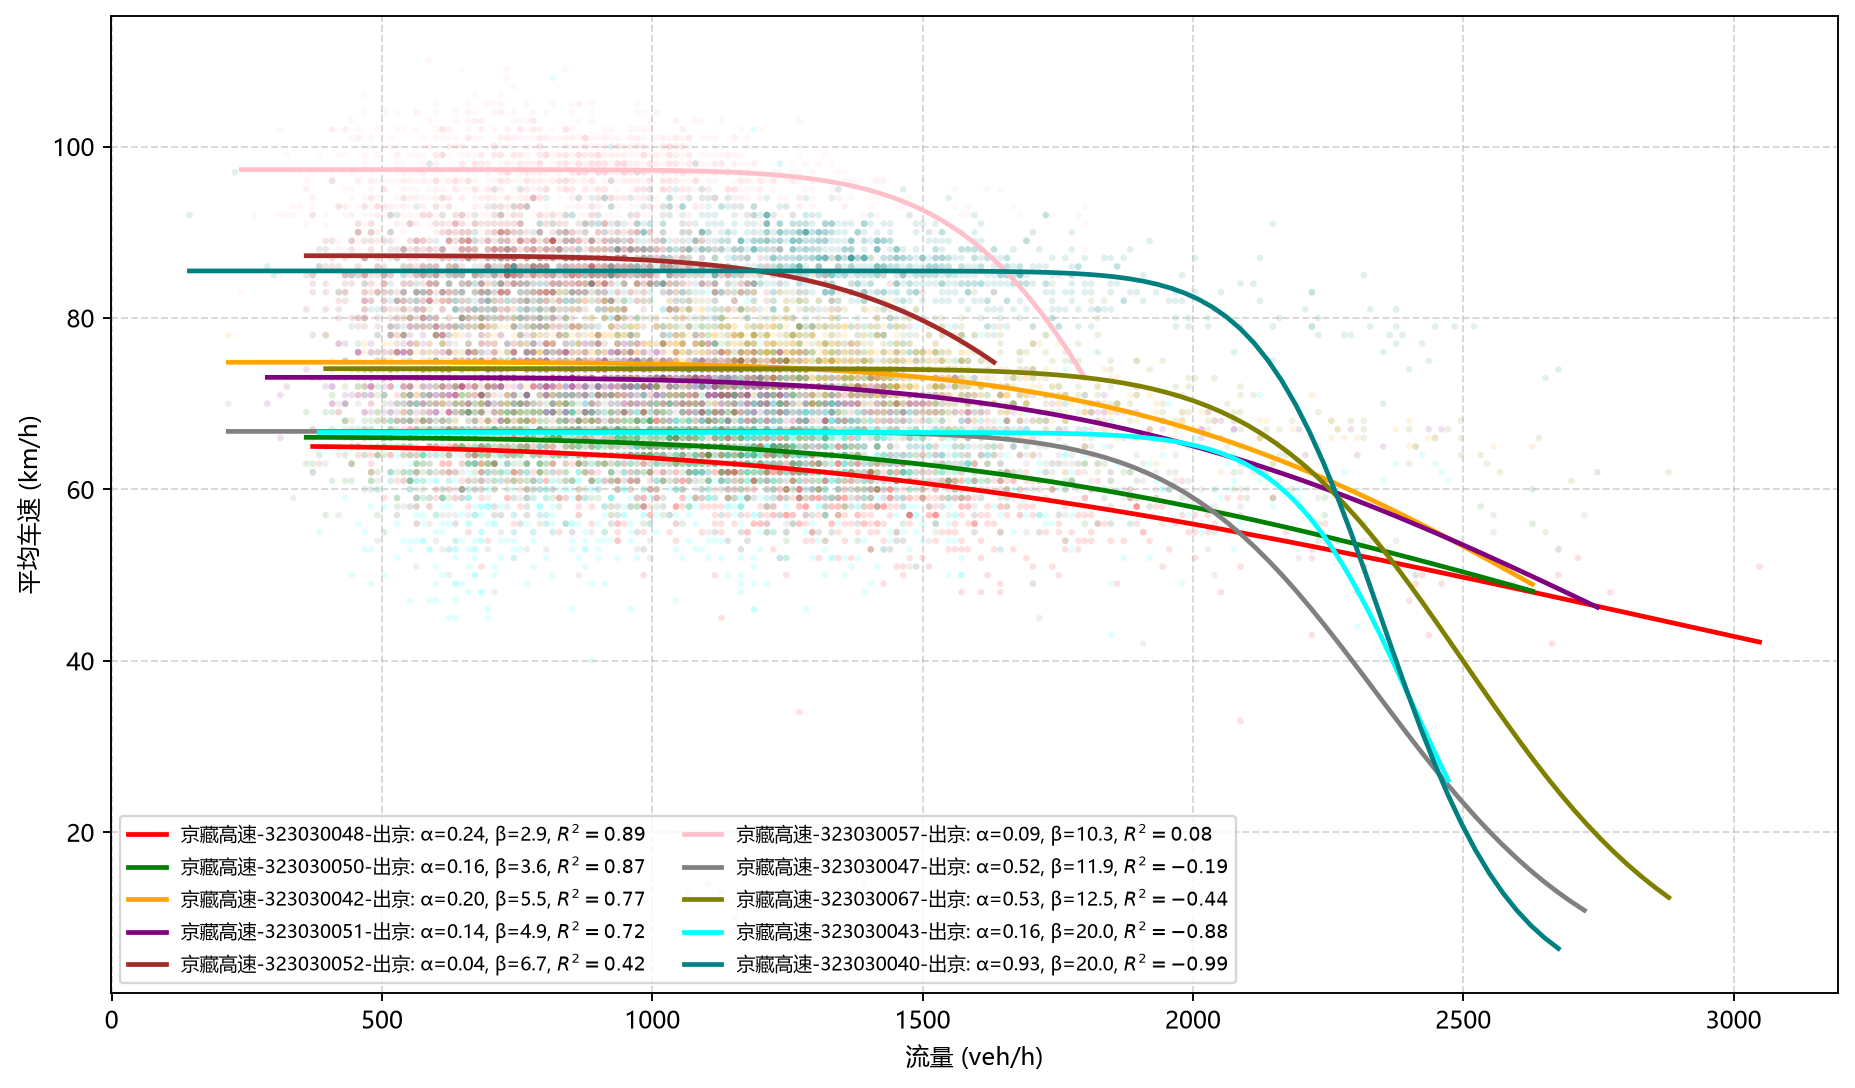 100
80
60
40
20
平均车速 (km/h)
京藏高速-323030048-出京: α=0.24, β=2.9, R² = 0.89
京藏高速-323030050-出京: α=0.16, β=3.6, R² = 0.87
京藏高速-323030042-出京: α=0.20, β=5.5, R² = 0.77
京藏高速-323030051-出京: α=0.14, β=4.9, R² = 0.72
京藏高速-323030052-出京: α=0.04, β=6.7, R² = 0.42
京藏高速-323030057-出京: α=0.09, β=10.3, R² = 0.08
京藏高速-323030047-出京: α=0.52, β=11.9, R² = −0.19
京藏高速-323030067-出京: α=0.53, β=12.5, R² = −0.44
京藏高速-323030043-出京: α=0.16, β=20.0, R² = −0.88
京藏高速-323030040-出京: α=0.93, β=20.0, R² = −0.99
0 500 1000 1500 2000 2500 3000
流量 (veh/h)